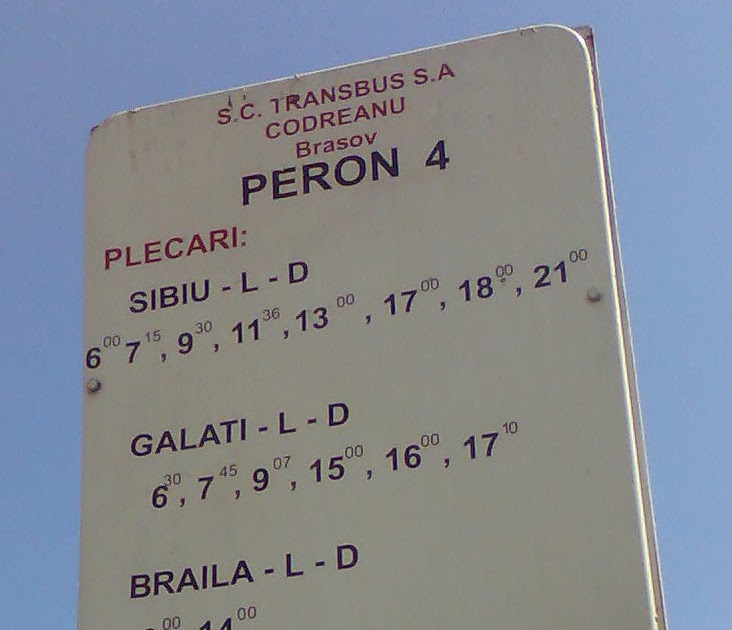 S.C. TRANSBUS S.A
CODREANU
Brasov
PERON 4
PLECARI:
SIBIU - L - D
6⁰⁰ 7¹⁵, 9³⁰, 11³⁶, 13⁰⁰, 17⁰⁰, 18⁰⁰, 21⁰⁰
GALATI - L - D
6³⁰, 7⁴⁵, 9⁰⁷, 15⁰⁰, 16⁰⁰, 17¹⁰
BRAILA - L - D
14⁰⁰